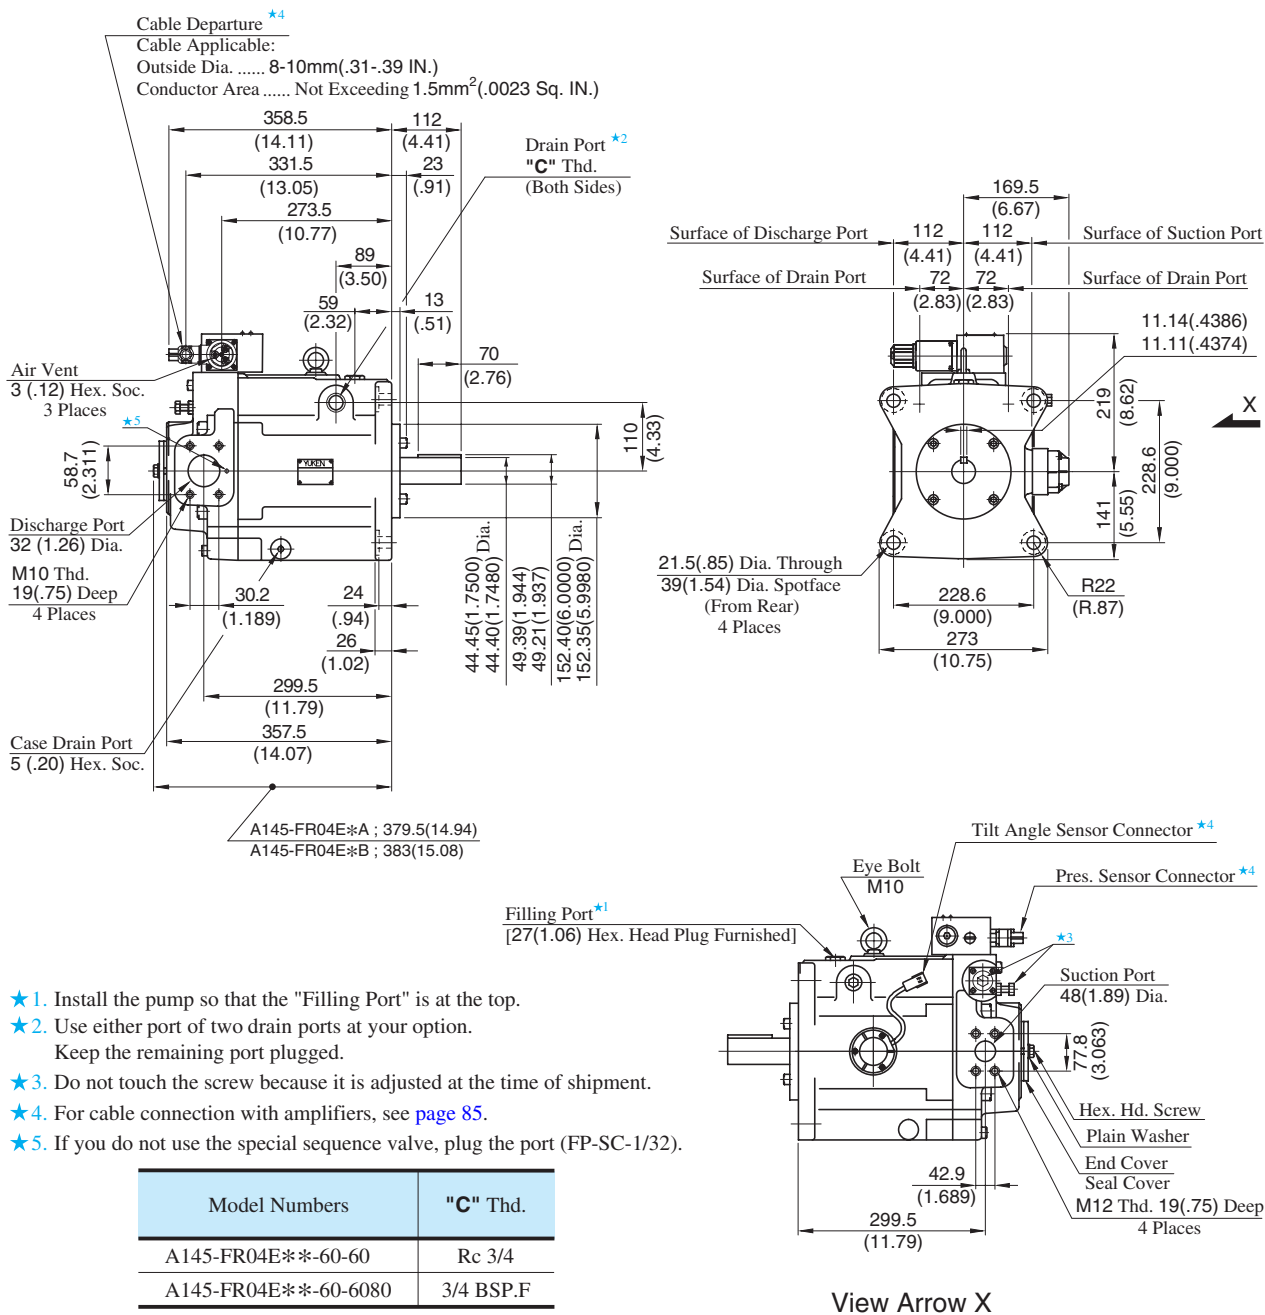 Cable Departure ★4
Cable Applicable:
Outside Dia. ...... 8-10mm(.31-.39 IN.)
Conductor Area ...... Not Exceeding 1.5mm²(.0023 Sq. IN.)
358.5
(14.11)
112
(4.41)
331.5
(13.05)
23
(.91)
273.5
(10.77)
89
(3.50)
59
(2.32)
13
(.51)
70
(2.76)
Drain Port ★2
"C" Thd.
(Both Sides)
Air Vent
3 (.12) Hex. Soc.
3 Places
★5
58.7
(2.311)
YUKEN
110
(4.33)
Discharge Port
32 (1.26) Dia.
M10 Thd.
19(.75) Deep
4 Places
30.2
(1.189)
24
(.94)
26
(1.02)
44.45(1.7500) Dia.
44.40(1.7480)
49.39(1.944)
49.21(1.937)
152.40(6.0000) Dia.
152.35(5.9980)
299.5
(11.79)
357.5
(14.07)
Case Drain Port
5 (.20) Hex. Soc.
A145-FR04E∗A ; 379.5(14.94)
A145-FR04E∗B ; 383(15.08)
169.5
(6.67)
Surface of Discharge Port
112
(4.41)
112
(4.41)
Surface of Suction Port
Surface of Drain Port
72
(2.83)
72
(2.83)
Surface of Drain Port
11.14(.4386)
11.11(.4374)
219
(8.62)
X
228.6
(9.000)
141
(5.55)
21.5(.85) Dia. Through
39(1.54) Dia. Spotface
(From Rear)
4 Places
R22
(R.87)
228.6
(9.000)
273
(10.75)
Tilt Angle Sensor Connector ★4
Eye Bolt
M10
Pres. Sensor Connector ★4
Filling Port★1
[27(1.06) Hex. Head Plug Furnished]
★3
Suction Port
48(1.89) Dia.
77.8
(3.063)
Hex. Hd. Screw
Plain Washer
End Cover
Seal Cover
M12 Thd. 19(.75) Deep
4 Places
42.9
(1.689)
299.5
(11.79)
View Arrow X
★1. Install the pump so that the "Filling Port" is at the top.
★2. Use either port of two drain ports at your option.
Keep the remaining port plugged.
★3. Do not touch the screw because it is adjusted at the time of shipment.
★4. For cable connection with amplifiers, see page 85.
★5. If you do not use the special sequence valve, plug the port (FP-SC-1/32).
Model Numbers "C" Thd.
A145-FR04E∗∗-60-60 Rc 3/4
A145-FR04E∗∗-60-6080 3/4 BSP.F